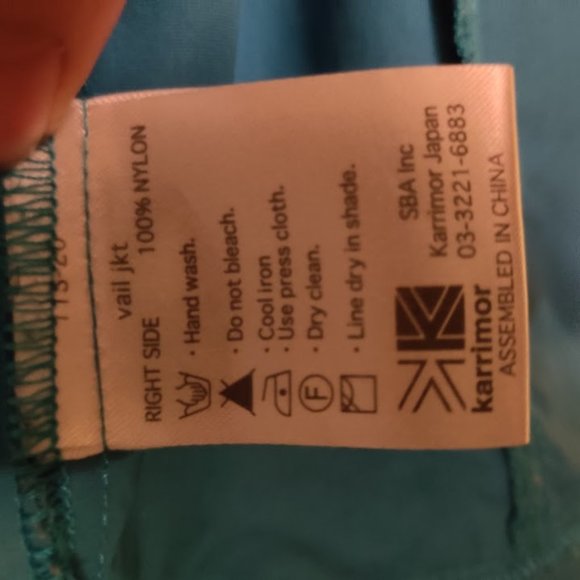 vail jkt
RIGHT SIDE 100% NYLON
・Hand wash.
・Do not bleach.
・Cool iron
・Use press cloth.
F
・Dry clean.
・Line dry in shade.
karrimor
SBA Inc
Karrimor Japan
03-3221-6883
ASSEMBLED IN CHINA